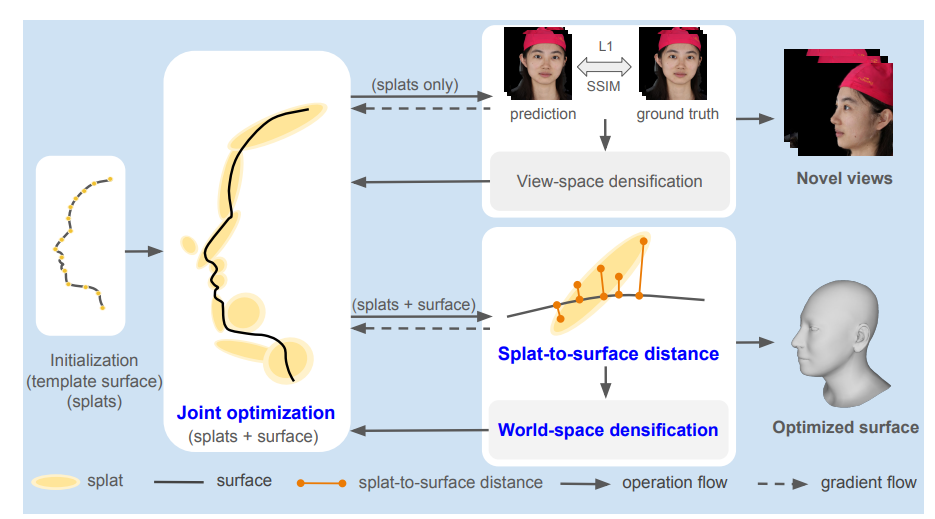 (splats only)
L1
SSIM
prediction
ground truth
View-space densification
Novel views
Initialization
(template surface)
(splats)
Joint optimization
(splats + surface)
(splats + surface)
Splat-to-surface distance
World-space densification
Optimized surface
splat
surface
splat-to-surface distance
operation flow
gradient flow